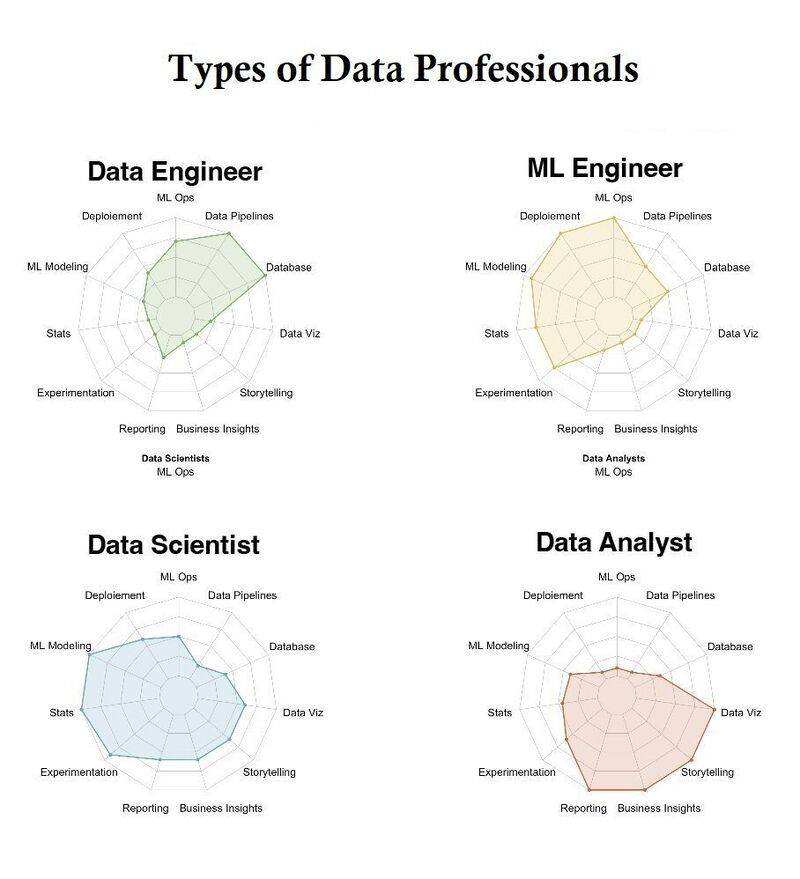 Types of Data Professionals
Data Engineer
ML Ops
Deploiement
Data Pipelines
ML Modeling
Database
Stats
Data Viz
Experimentation
Storytelling
Reporting
Business Insights
Data Scientists
ML Ops
ML Engineer
ML Ops
Deploiement
Data Pipelines
ML Modeling
Database
Stats
Data Viz
Experimentation
Storytelling
Reporting
Business Insights
Data Analysts
ML Ops
Data Scientist
ML Ops
Deploiement
Data Pipelines
ML Modeling
Database
Stats
Data Viz
Experimentation
Storytelling
Reporting
Business Insights
Data Analyst
ML Ops
Deploiement
Data Pipelines
ML Modeling
Database
Stats
Data Viz
Experimentation
Storytelling
Reporting
Business Insights